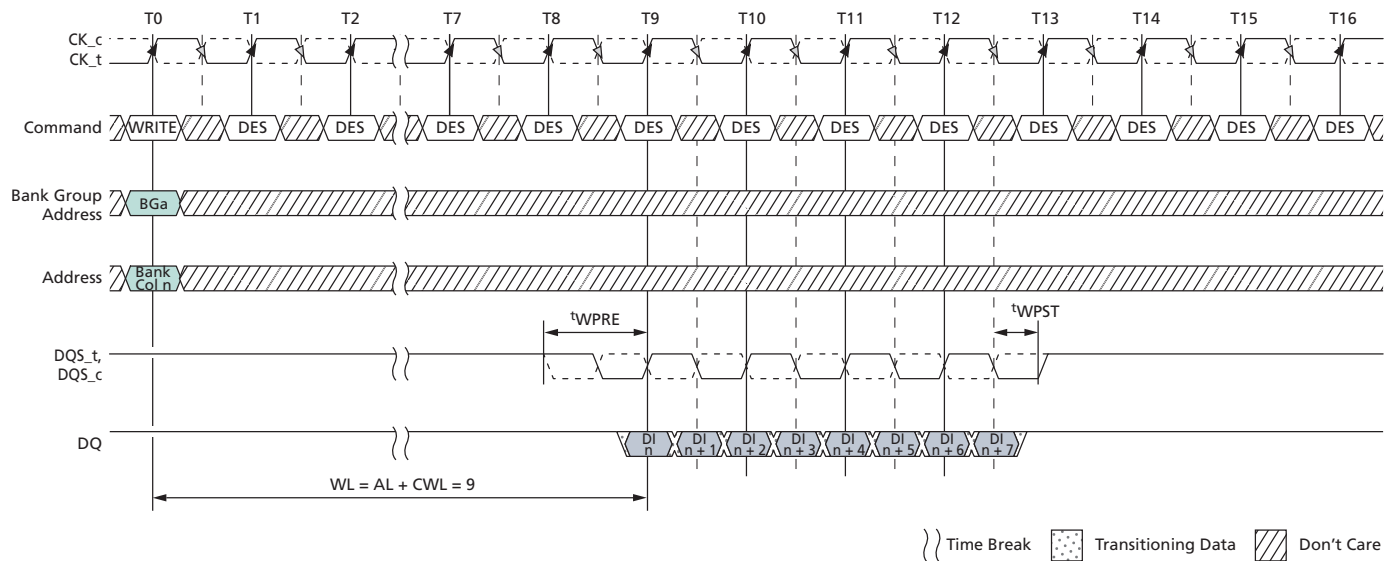 T0 T1 T2 T7 T8 T9 T10 T11 T12 T13 T14 T15 T16
CK_c
CK_t
Command WRITE DES DES DES DES DES DES DES DES DES DES DES DES
Bank Group
Address
BGa
Address
Bank
Col n
tWPRE tWPST
DQS_t,
DQS_c
DQ
DI DI DI DI DI DI DI DI
n n + 1 n + 2 n + 3 n + 4 n + 5 n + 6 n + 7
WL = AL + CWL = 9
Time Break Transitioning Data Don't Care